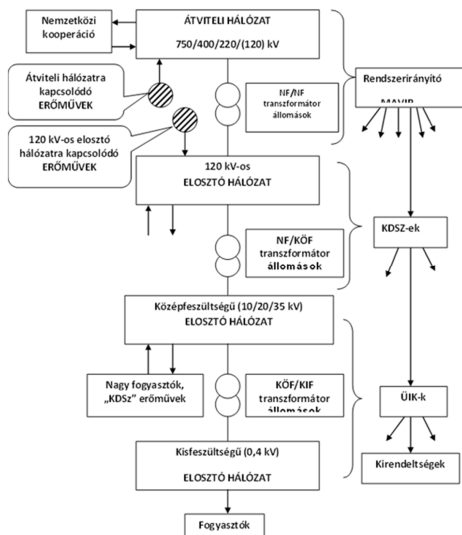 Nemzetközi
kooperáció
ÁTVITELI HÁLÓZAT
750/400/220/(120) kV
Átviteli hálózatra
kapcsolódó
ERŐMŰVEK
NF/NF
transzformátor
állomások
Rendszerirányító
MAVIR
120 kV-os elosztó
hálózatra kapcsolódó
ERŐMŰVEK
120 kV-os
ELOSZTÓ HÁLÓZAT
KDSZ-ek
NF/KÖF
transzformátor
állomások
Középfeszültségű (10/20/35 kV)
ELOSZTÓ HÁLÓZAT
Nagy fogyasztók,
„KDSz” erőművek
KÖF/KIF
transzformátor
állomások
ÜIK-k
Kisfeszültségű (0,4 kV)
ELOSZTÓ HÁLÓZAT
Kirendeltségek
Fogyasztók